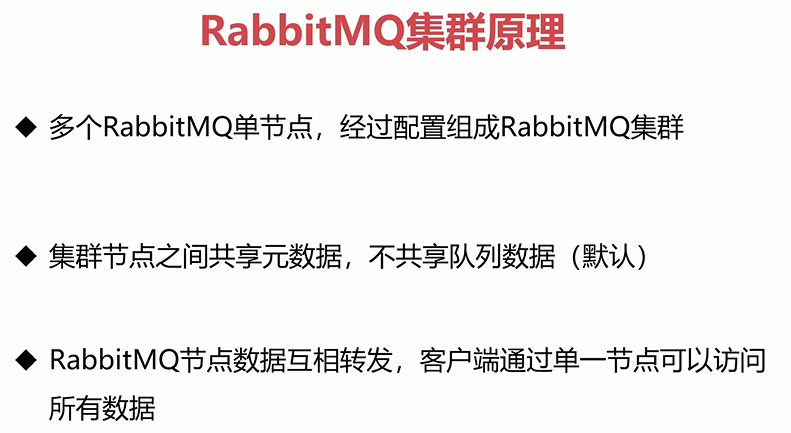 RabbitMQ集群原理
◆ 多个RabbitMQ单节点，经过配置组成RabbitMQ集群
◆ 集群节点之间共享元数据，不共享队列数据（默认）
◆ RabbitMQ节点数据互相转发，客户端通过单一节点可以访问
所有数据